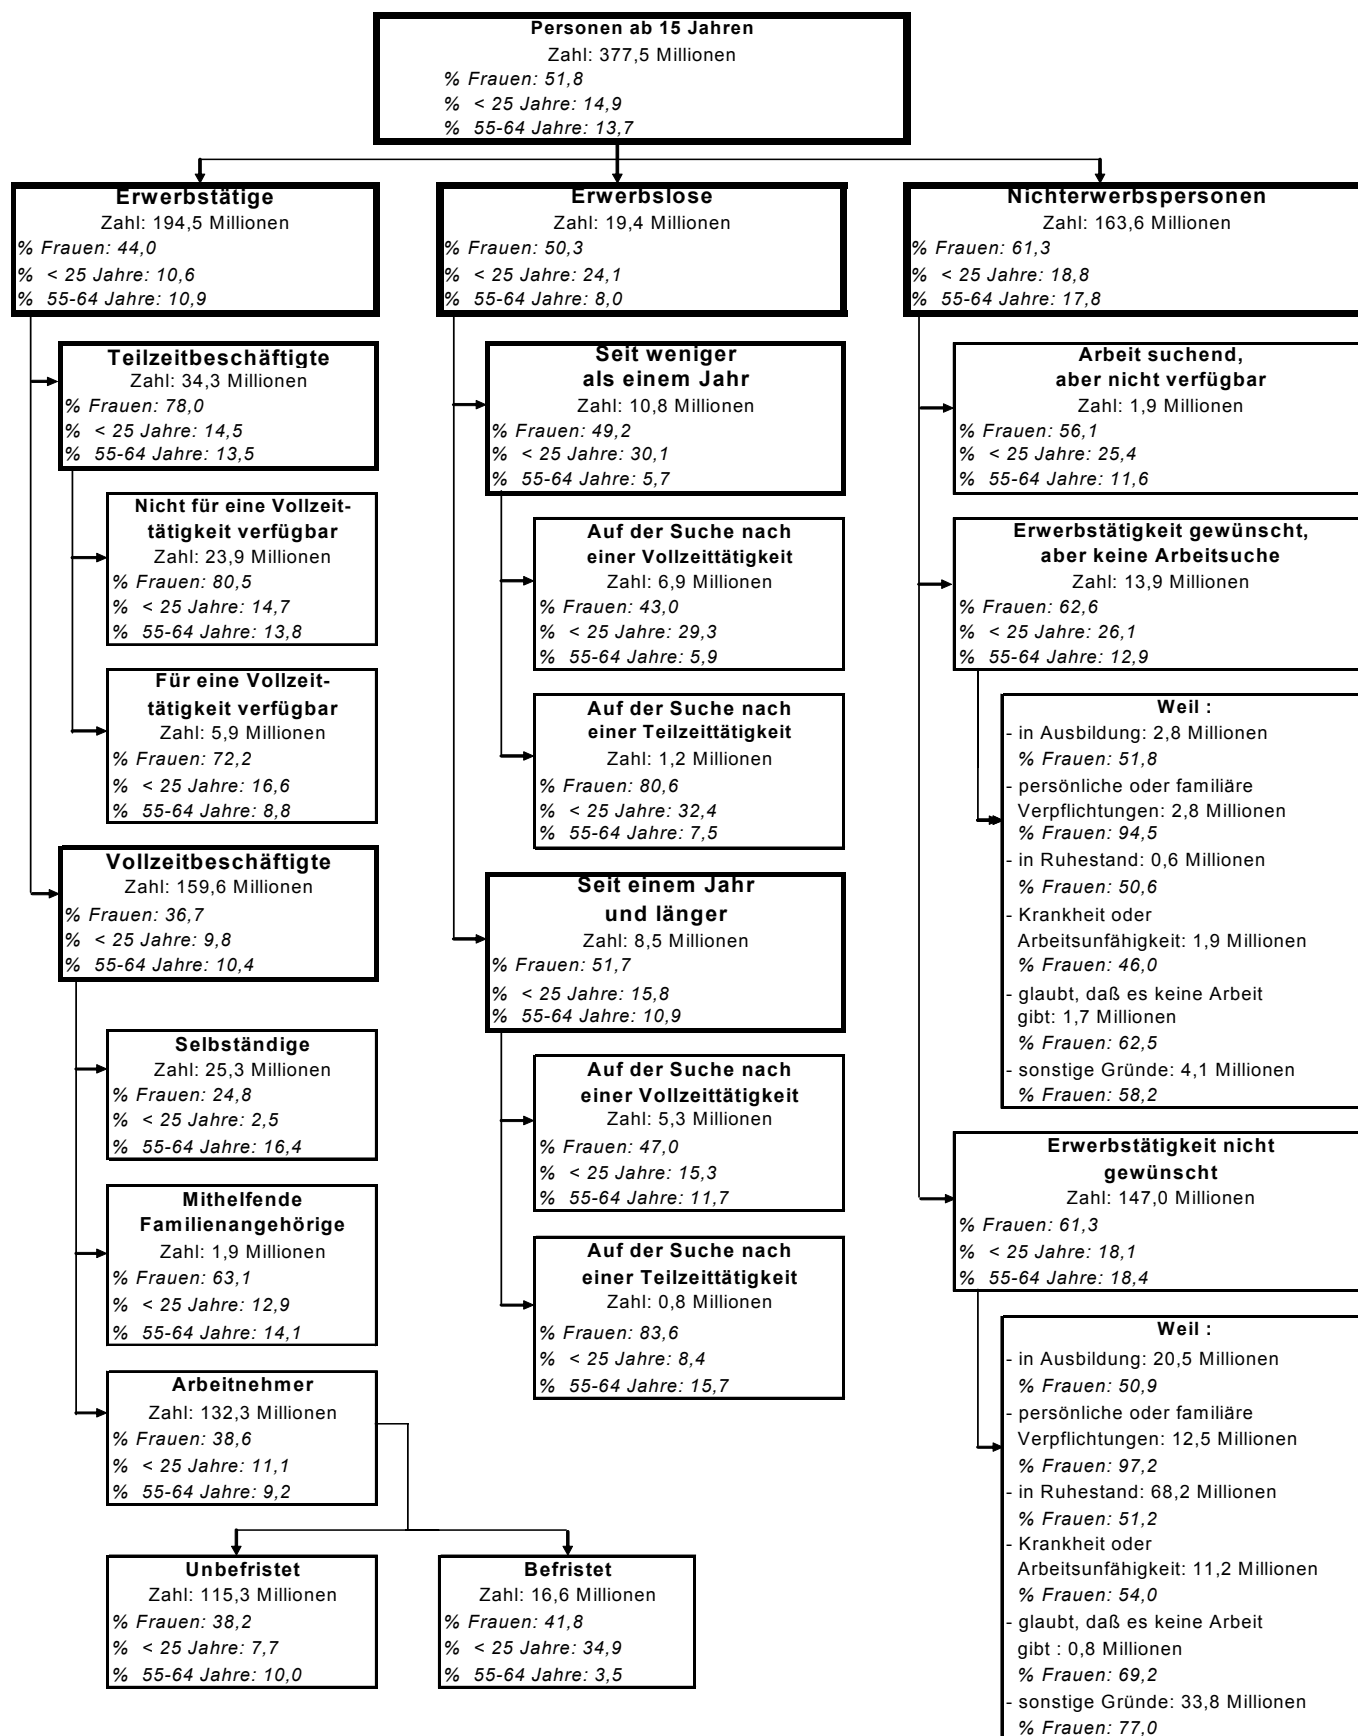 Personen ab 15 Jahren
Zahl: 377,5 Millionen
% Frauen: 51,8
% < 25 Jahre: 14,9
% 55-64 Jahre: 13,7
Erwerbstätige
Zahl: 194,5 Millionen
% Frauen: 44,0
% < 25 Jahre: 10,6
% 55-64 Jahre: 10,9
Teilzeitbeschäftigte
Zahl: 34,3 Millionen
% Frauen: 78,0
% < 25 Jahre: 14,5
% 55-64 Jahre: 13,5
Nicht für eine Vollzeit-
tätigkeit verfügbar
Zahl: 23,9 Millionen
% Frauen: 80,5
% < 25 Jahre: 14,7
% 55-64 Jahre: 13,8
Für eine Vollzeit-
tätigkeit verfügbar
Zahl: 5,9 Millionen
% Frauen: 72,2
% < 25 Jahre: 16,6
% 55-64 Jahre: 8,8
Vollzeitbeschäftigte
Zahl: 159,6 Millionen
% Frauen: 36,7
% < 25 Jahre: 9,8
% 55-64 Jahre: 10,4
Selbständige
Zahl: 25,3 Millionen
% Frauen: 24,8
% < 25 Jahre: 2,5
% 55-64 Jahre: 16,4
Mithelfende
Familienangehörige
Zahl: 1,9 Millionen
% Frauen: 63,1
% < 25 Jahre: 12,9
% 55-64 Jahre: 14,1
Arbeitnehmer
Zahl: 132,3 Millionen
% Frauen: 38,6
% < 25 Jahre: 11,1
% 55-64 Jahre: 9,2
Unbefristet
Zahl: 115,3 Millionen
% Frauen: 38,2
% < 25 Jahre: 7,7
% 55-64 Jahre: 10,0
Befristet
Zahl: 16,6 Millionen
% Frauen: 41,8
% < 25 Jahre: 34,9
% 55-64 Jahre: 3,5
Erwerbslose
Zahl: 19,4 Millionen
% Frauen: 50,3
% < 25 Jahre: 24,1
% 55-64 Jahre: 8,0
Seit weniger
als einem Jahr
Zahl: 10,8 Millionen
% Frauen: 49,2
% < 25 Jahre: 30,1
% 55-64 Jahre: 5,7
Auf der Suche nach
einer Vollzeittätigkeit
Zahl: 6,9 Millionen
% Frauen: 43,0
% < 25 Jahre: 29,3
% 55-64 Jahre: 5,9
Auf der Suche nach
einer Teilzeittätigkeit
Zahl: 1,2 Millionen
% Frauen: 80,6
% < 25 Jahre: 32,4
% 55-64 Jahre: 7,5
Seit einem Jahr
und länger
Zahl: 8,5 Millionen
% Frauen: 51,7
% < 25 Jahre: 15,8
% 55-64 Jahre: 10,9
Auf der Suche nach
einer Vollzeittätigkeit
Zahl: 5,3 Millionen
% Frauen: 47,0
% < 25 Jahre: 15,3
% 55-64 Jahre: 11,7
Auf der Suche nach
einer Teilzeittätigkeit
Zahl: 0,8 Millionen
% Frauen: 83,6
% < 25 Jahre: 8,4
% 55-64 Jahre: 15,7
Nichterwerbspersonen
Zahl: 163,6 Millionen
% Frauen: 61,3
% < 25 Jahre: 18,8
% 55-64 Jahre: 17,8
Arbeit suchend,
aber nicht verfügbar
Zahl: 1,9 Millionen
% Frauen: 56,1
% < 25 Jahre: 25,4
% 55-64 Jahre: 11,6
Erwerbstätigkeit gewünscht,
aber keine Arbeitsuche
Zahl: 13,9 Millionen
% Frauen: 62,6
% < 25 Jahre: 26,1
% 55-64 Jahre: 12,9
Weil :
- in Ausbildung: 2,8 Millionen
% Frauen: 51,8
- persönliche oder familiäre
Verpflichtungen: 2,8 Millionen
% Frauen: 94,5
- in Ruhestand: 0,6 Millionen
% Frauen: 50,6
- Krankheit oder
Arbeitsunfähigkeit: 1,9 Millionen
% Frauen: 46,0
- glaubt, daß es keine Arbeit
gibt: 1,7 Millionen
% Frauen: 62,5
- sonstige Gründe: 4,1 Millionen
% Frauen: 58,2
Erwerbstätigkeit nicht
gewünscht
Zahl: 147,0 Millionen
% Frauen: 61,3
% < 25 Jahre: 18,1
% 55-64 Jahre: 18,4
Weil :
- in Ausbildung: 20,5 Millionen
% Frauen: 50,9
- persönliche oder familiäre
Verpflichtungen: 12,5 Millionen
% Frauen: 97,2
- in Ruhestand: 68,2 Millionen
% Frauen: 51,2
- Krankheit oder
Arbeitsunfähigkeit: 11,2 Millionen
% Frauen: 54,0
- glaubt, daß es keine Arbeit
gibt : 0,8 Millionen
% Frauen: 69,2
- sonstige Gründe: 33,8 Millionen
% Frauen: 77,0